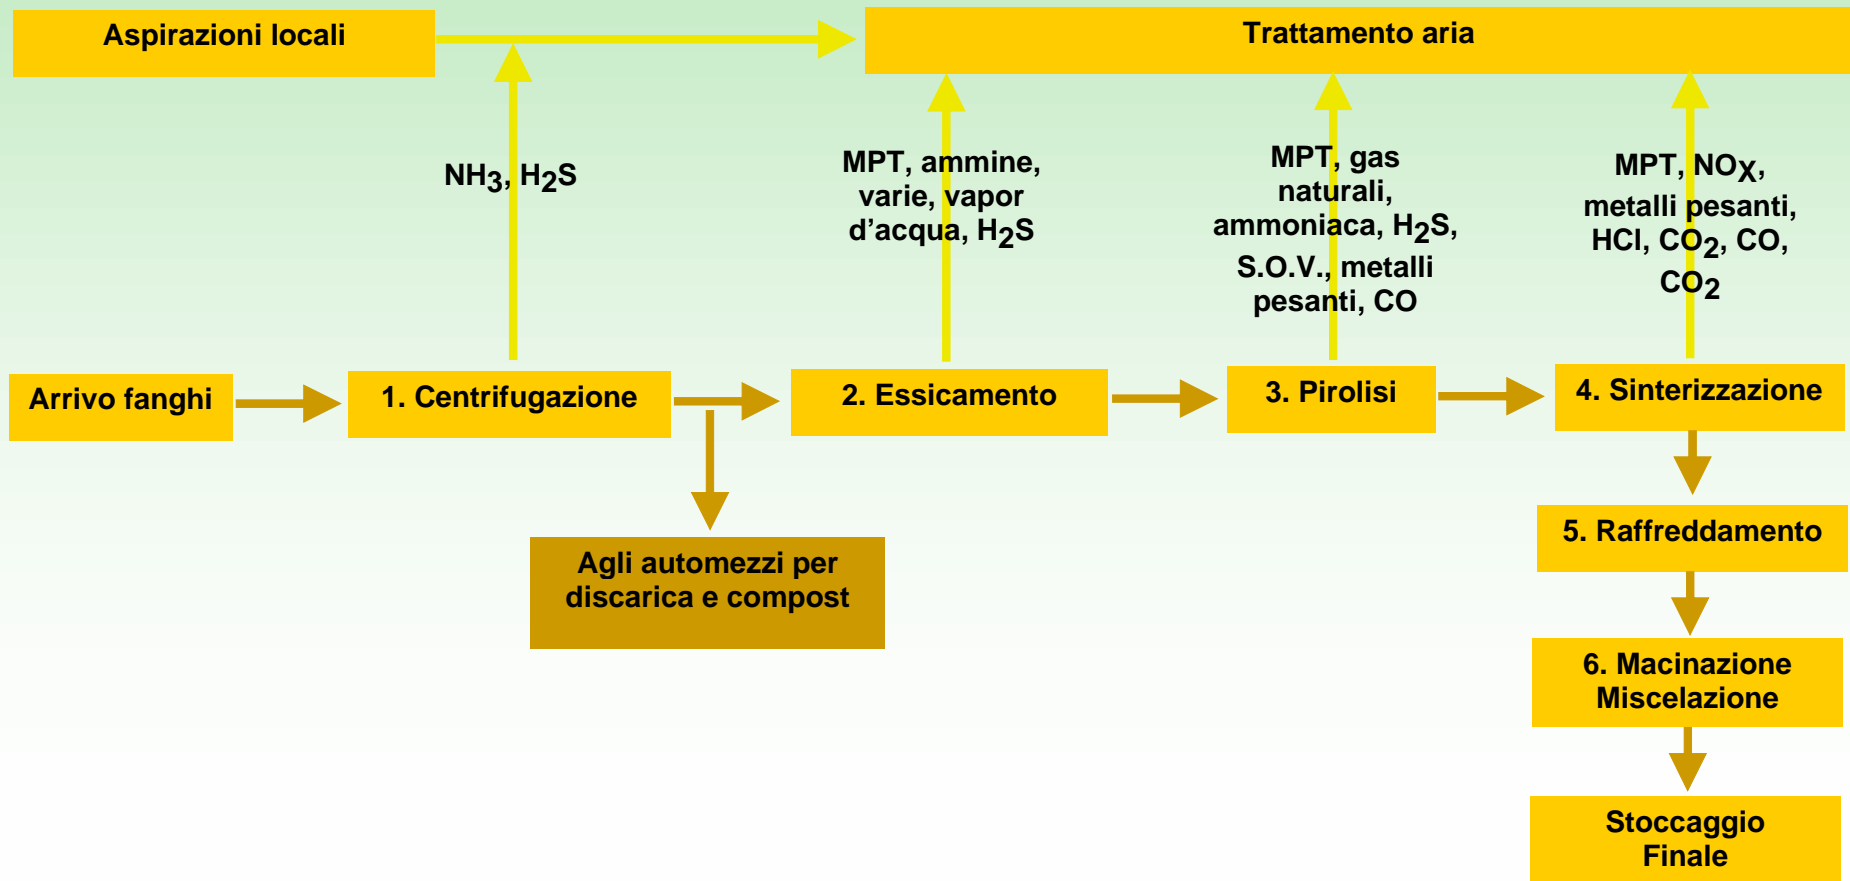 Aspirazioni locali
Trattamento aria
NH3, H2S
MPT, ammine,
varie, vapor
d’acqua, H2S
MPT, gas
naturali,
ammoniaca, H2S,
S.O.V., metalli
pesanti, CO
MPT, NOX,
metalli pesanti,
HCl, CO2, CO,
CO2
Arrivo fanghi
1. Centrifugazione
2. Essicamento
3. Pirolisi
4. Sinterizzazione
Agli automezzi per
discarica e compost
5. Raffreddamento
6. Macinazione
Miscelazione
Stoccaggio
Finale